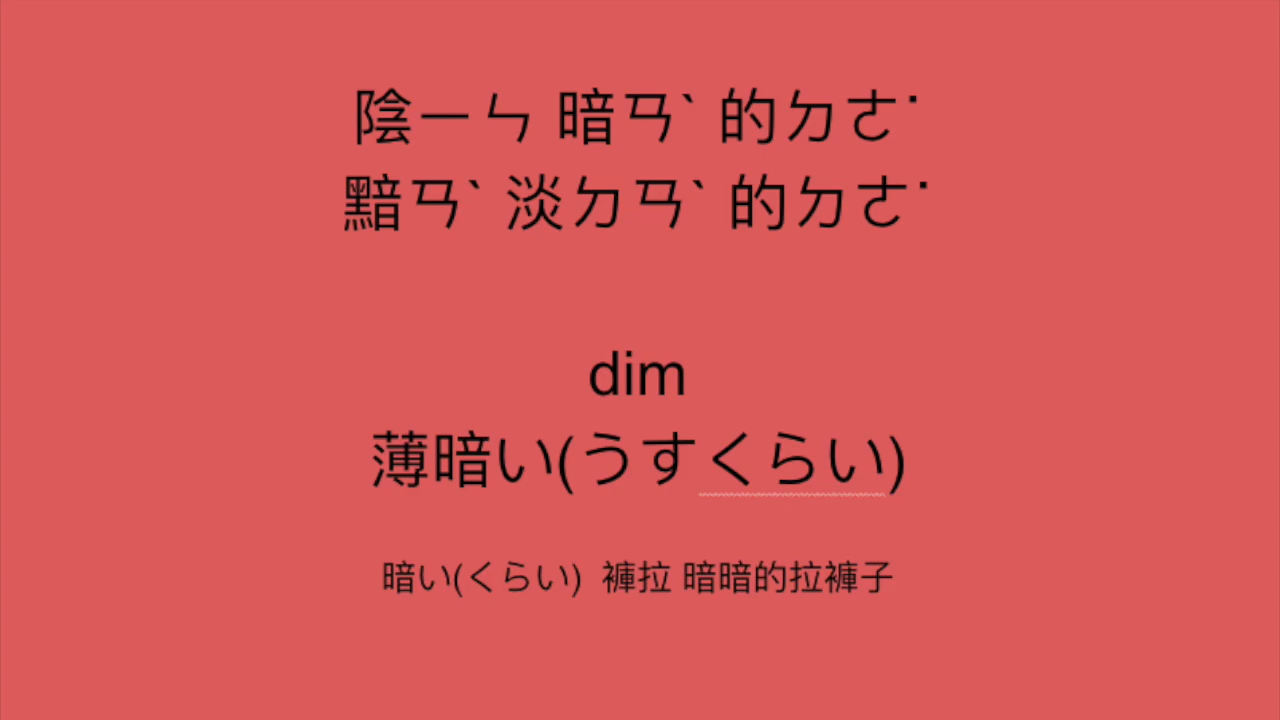 陰ㄧㄣ 暗ㄢˋ 的ㄉㄜ˙
黯ㄢˋ 淡ㄉㄢˋ 的ㄉㄜ˙
dim
薄暗い(うすくらい)
暗い(くらい) 褲拉 暗暗的拉褲子